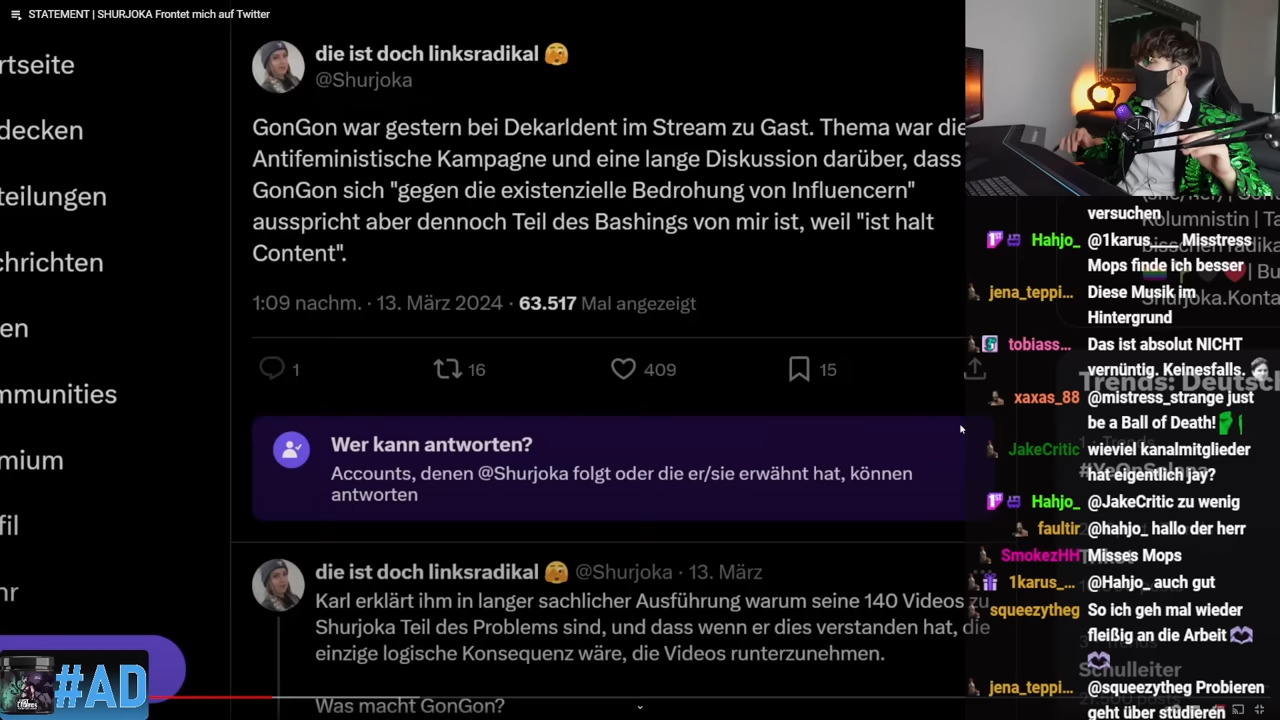 STATEMENT | SHURJOKA Frontet mich auf Twitter
rtseite
decken
teilungen
chrichten
en
mmunities
mium
fil
hr
die ist doch linksradikal
@Shurjoka
GonGon war gestern bei Dekarldent im Stream zu Gast. Thema war die
Antifeministische Kampagne und eine lange Diskussion darüber, dass
GonGon sich "gegen die existenzielle Bedrohung von Influencern"
ausspricht aber dennoch Teil des Bashings von mir ist, weil "ist halt
Content".
1:09 nachm. · 13. März 2024 · 63.517 Mal angezeigt
1
16
409
15
Wer kann antworten?
Accounts, denen @Shurjoka folgt oder die er/sie erwähnt hat, können
antworten
die ist doch linksradikal @Shurjoka · 13. März
Karl erklärt ihm in langer sachlicher Ausführung warum seine 140 Videos zu
Shurjoka Teil des Problems sind, und dass wenn er dies verstanden hat, die
einzige logische Konsequenz wäre, die Videos runterzunehmen.
Was macht GonGon?
#AD
versuchen
Kolumnistin | Ta
Hahjo_ @1karus___ Misstress
Mops finde ich besser
jena_teppi... Diese Musik im
Hintergrund
Shurjoka.Konta
tobiass... Das ist absolut NICHT
vernüntig. Keinesfalls.
Trends: Deutsch
xaxas_88 @mistress_strange just
be a Ball of Death!
JakeCritic wieviel kanalmitglieder
hat eigentlich jay?
Hahjo_ @JakeCritic zu wenig
faultir @hahjo_ hallo der herr
SmokezHH Misses Mops
1karus_... @Hahjo_ auch gut
squeezytheg So ich geh mal wieder
fleißig an die Arbeit
Schulleiter
jena_teppi... @squeezytheg Probieren
geht über studieren